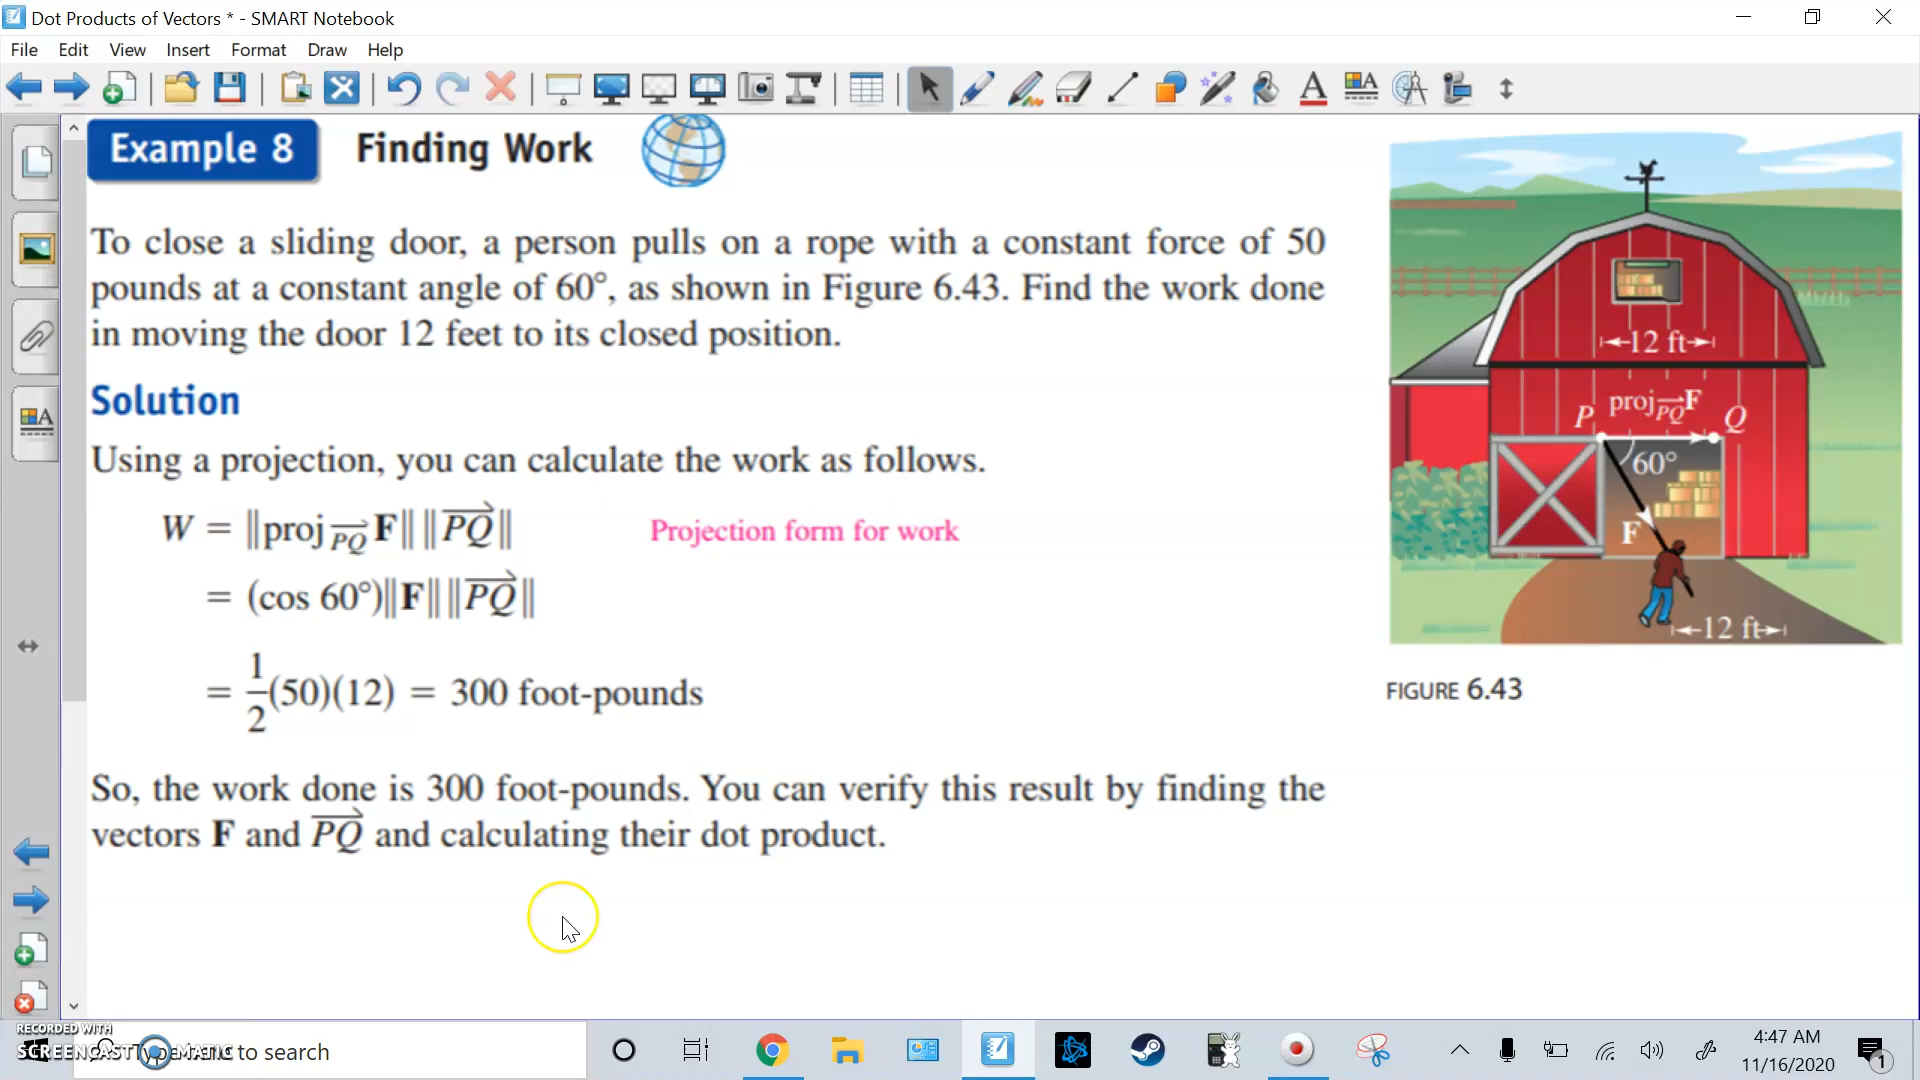 Dot Products of Vectors * - SMART Notebook
File Edit View Insert Format Draw Help
Example 8 Finding Work
To close a sliding door, a person pulls on a rope with a constant force of 50
pounds at a constant angle of 60°, as shown in Figure 6.43. Find the work done
in moving the door 12 feet to its closed position.
Solution
Using a projection, you can calculate the work as follows.
W = ‖proj_PQ→ F‖ ‖PQ→‖ Projection form for work
= (cos 60°)‖F‖ ‖PQ→‖
= 1/2(50)(12) = 300 foot-pounds
So, the work done is 300 foot-pounds. You can verify this result by finding the
vectors F and PQ→ and calculating their dot product.
12 ft
P proj_PQ→ F Q
60°
F
12 ft
FIGURE 6.43
RECORDED WITH
SCREENCAST MATIC
to search
4:47 AM
11/16/2020
1